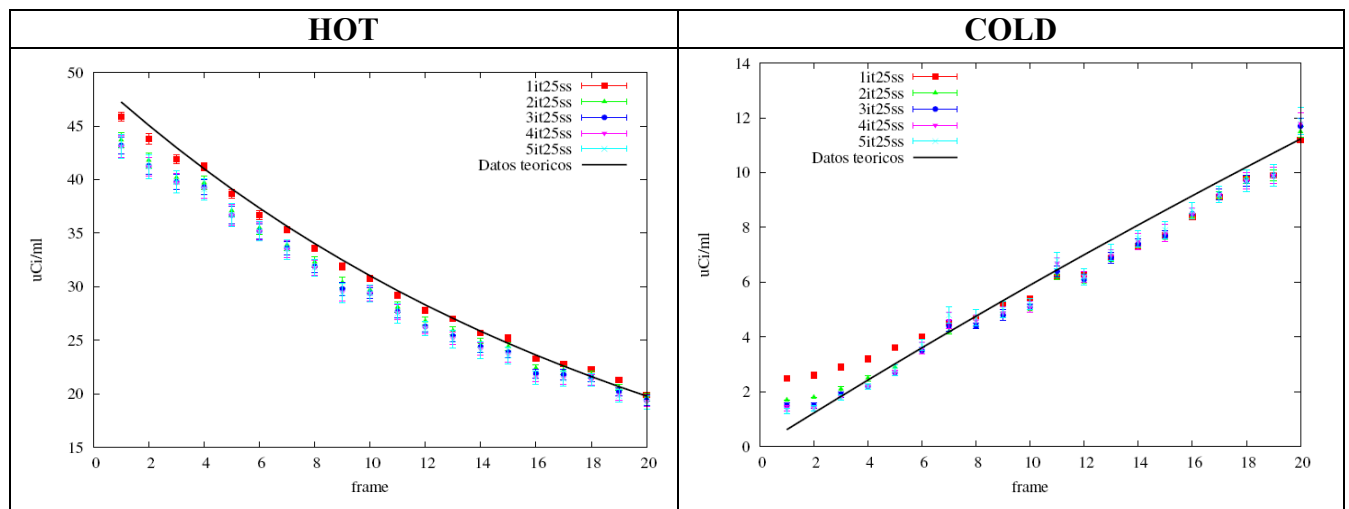 HOT
COLD
50
45
40
35
30
25
20
15
uCi/ml
0 2 4 6 8 10 12 14 16 18 20
frame
1it25ss
2it25ss
3it25ss
4it25ss
5it25ss
Datos teoricos
14
12
10
8
6
4
2
0
uCi/ml
0 2 4 6 8 10 12 14 16 18 20
frame
1it25ss
2it25ss
3it25ss
4it25ss
5it25ss
Datos teoricos